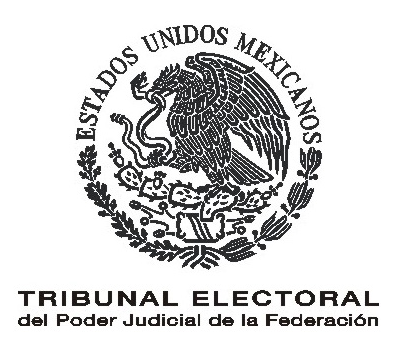 ESTADOS UNIDOS MEXICANOS
TRIBUNAL ELECTORAL
del Poder Judicial de la Federación